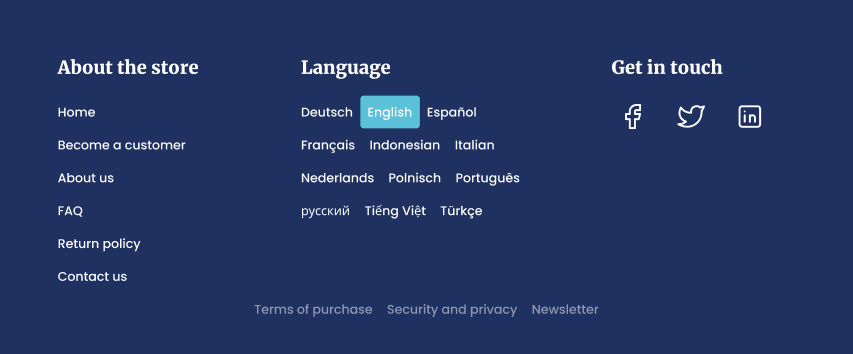 About the store
Home
Become a customer
About us
FAQ
Return policy
Contact us
Language
Deutsch English Español
Français Indonesian Italian
Nederlands Polnisch Português
русский Tiếng Việt Türkçe
Get in touch
Terms of purchase Security and privacy Newsletter